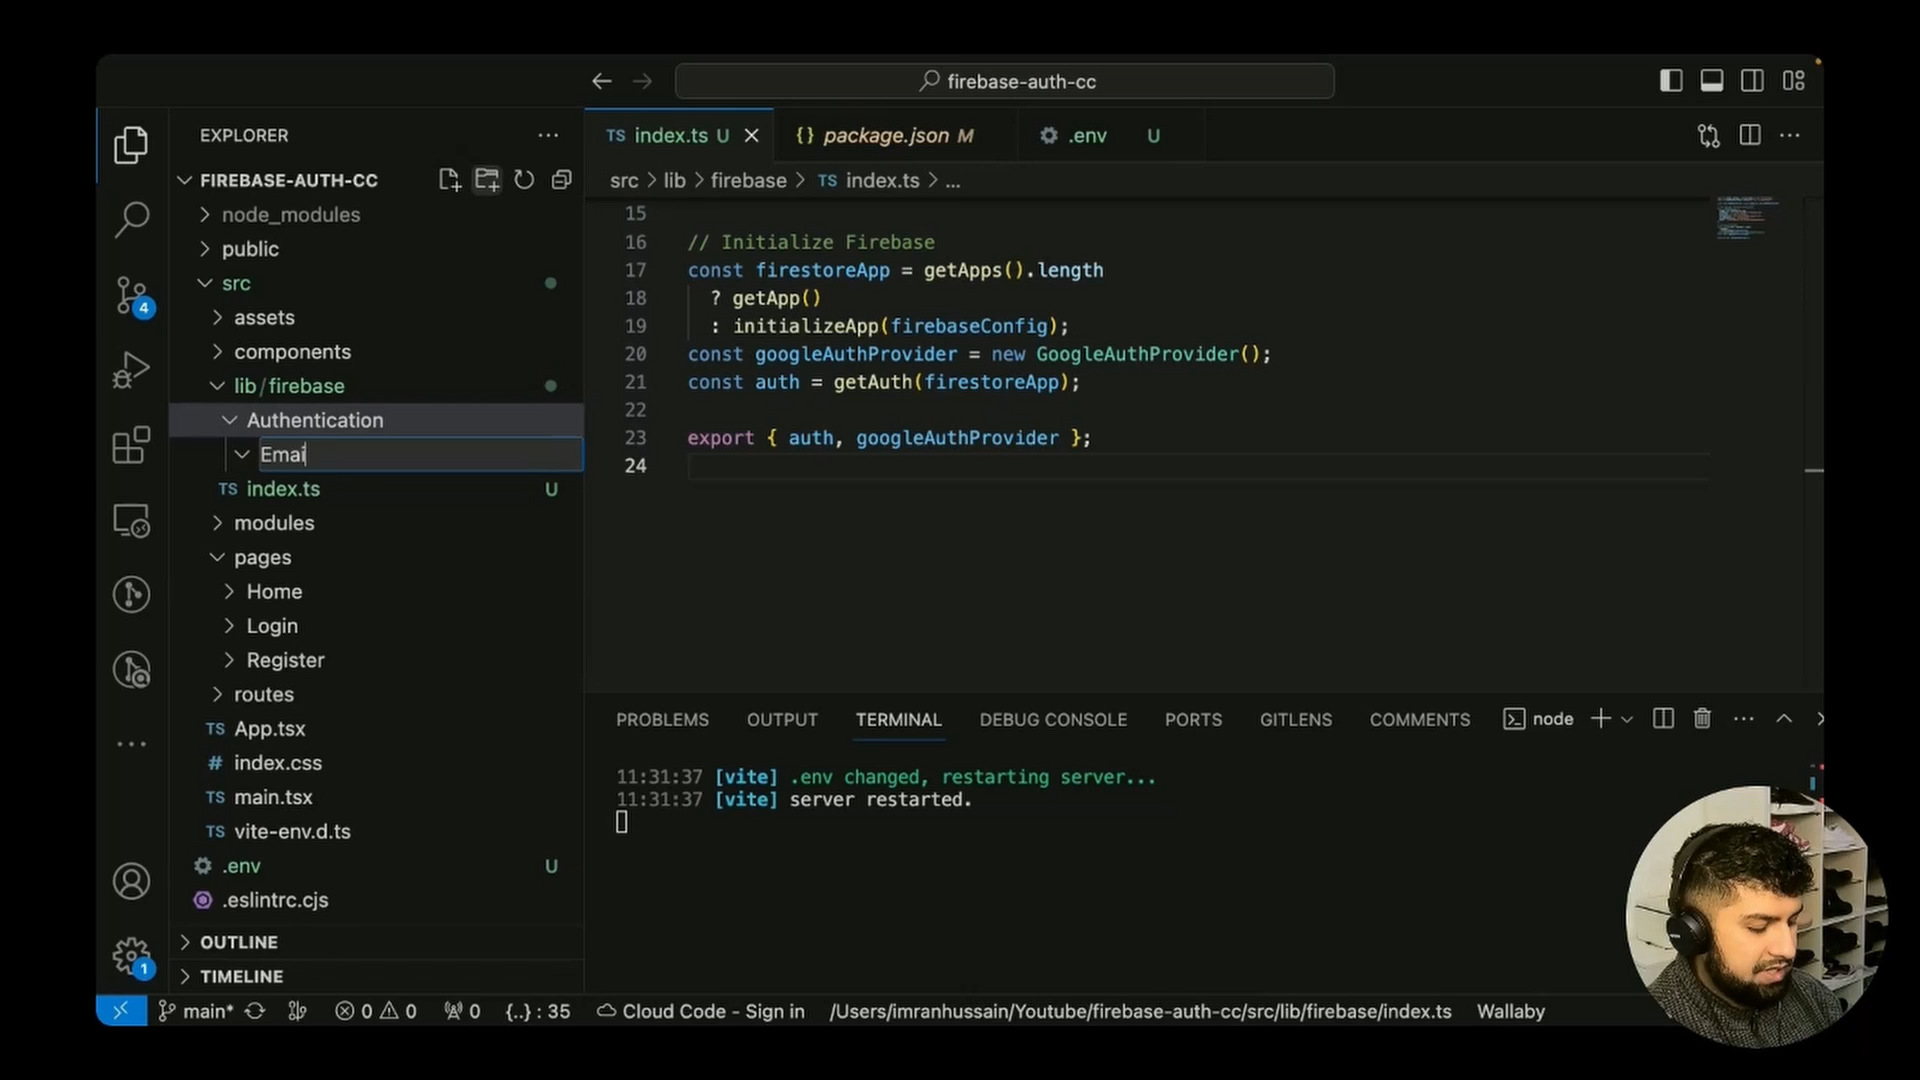 firebase-auth-cc
EXPLORER
TS index.ts U
{} package.json M
.env U
FIREBASE-AUTH-CC
src > lib > firebase > TS index.ts > ...
node_modules
public
src
assets
components
lib/firebase
Authentication
Emai
TS index.ts U
modules
pages
Home
Login
Register
routes
TS App.tsx
# index.css
TS main.tsx
TS vite-env.d.ts
.env U
.eslintrc.cjs
OUTLINE
TIMELINE
4
1
15
16 // Initialize Firebase
17 const firestoreApp = getApps().length
18 ? getApp()
19 : initializeApp(firebaseConfig);
20 const googleAuthProvider = new GoogleAuthProvider();
21 const auth = getAuth(firestoreApp);
22
23 export { auth, googleAuthProvider };
24
PROBLEMS OUTPUT TERMINAL DEBUG CONSOLE PORTS GITLENS COMMENTS node
11:31:37 [vite] .env changed, restarting server...
11:31:37 [vite] server restarted.
main* 0 0 0 {..} : 35 Cloud Code - Sign in /Users/imranhussain/Youtube/firebase-auth-cc/src/lib/firebase/index.ts Wallaby